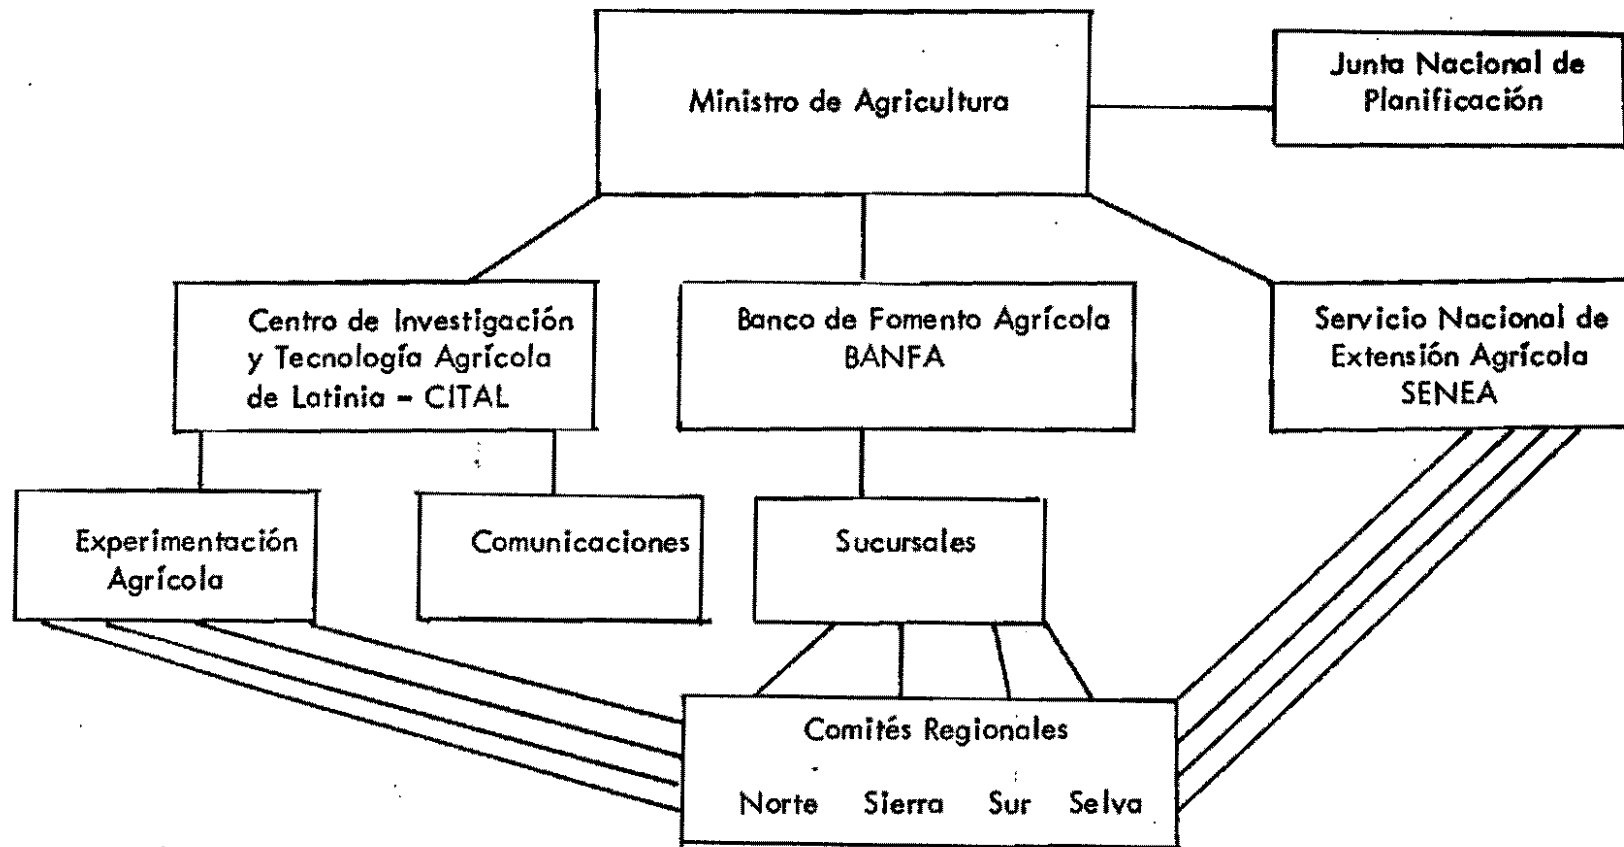 Ministro de Agricultura
Junta Nacional de
Planificación
Centro de Investigación
y Tecnología Agrícola
de Latinia - CITAL
Banco de Fomento Agrícola
BANFA
Servicio Nacional de
Extensión Agrícola
SENEA
Experimentación
Agrícola
Comunicaciones
Sucursales
Comités Regionales
Norte Sierra Sur Selva